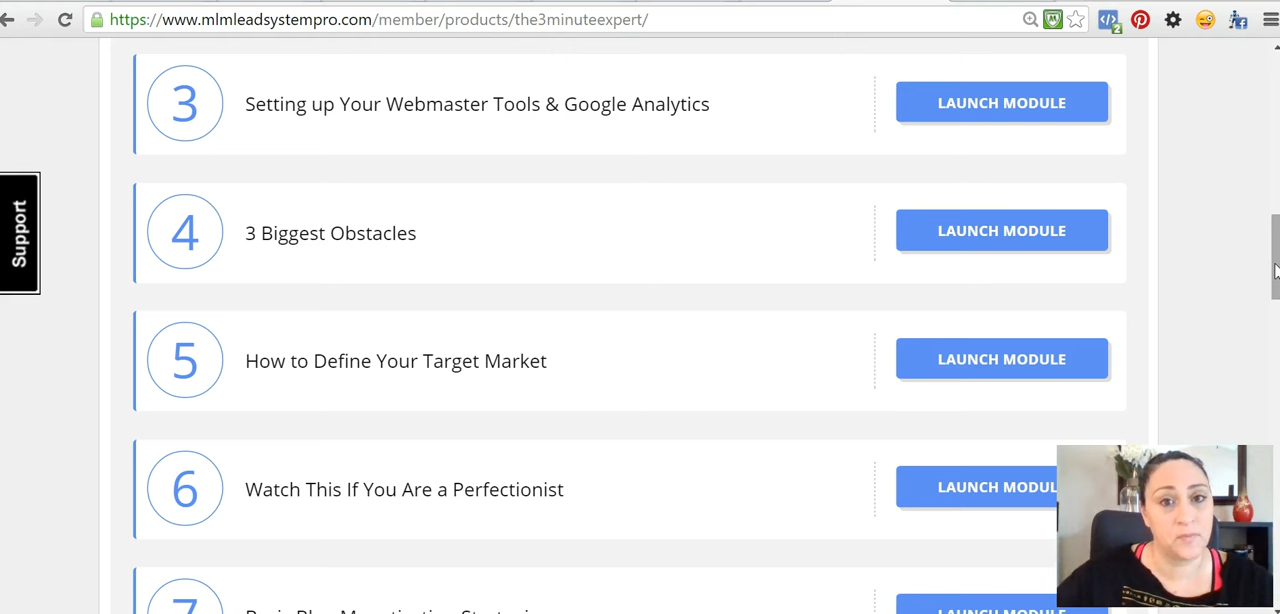 https://www.mlmleadsystempro.com/member/products/the3minuteexpert/
2
3 Setting up Your Webmaster Tools & Google Analytics LAUNCH MODULE
Support
4 3 Biggest Obstacles LAUNCH MODULE
5 How to Define Your Target Market LAUNCH MODULE
6 Watch This If You Are a Perfectionist LAUNCH MODUL
7